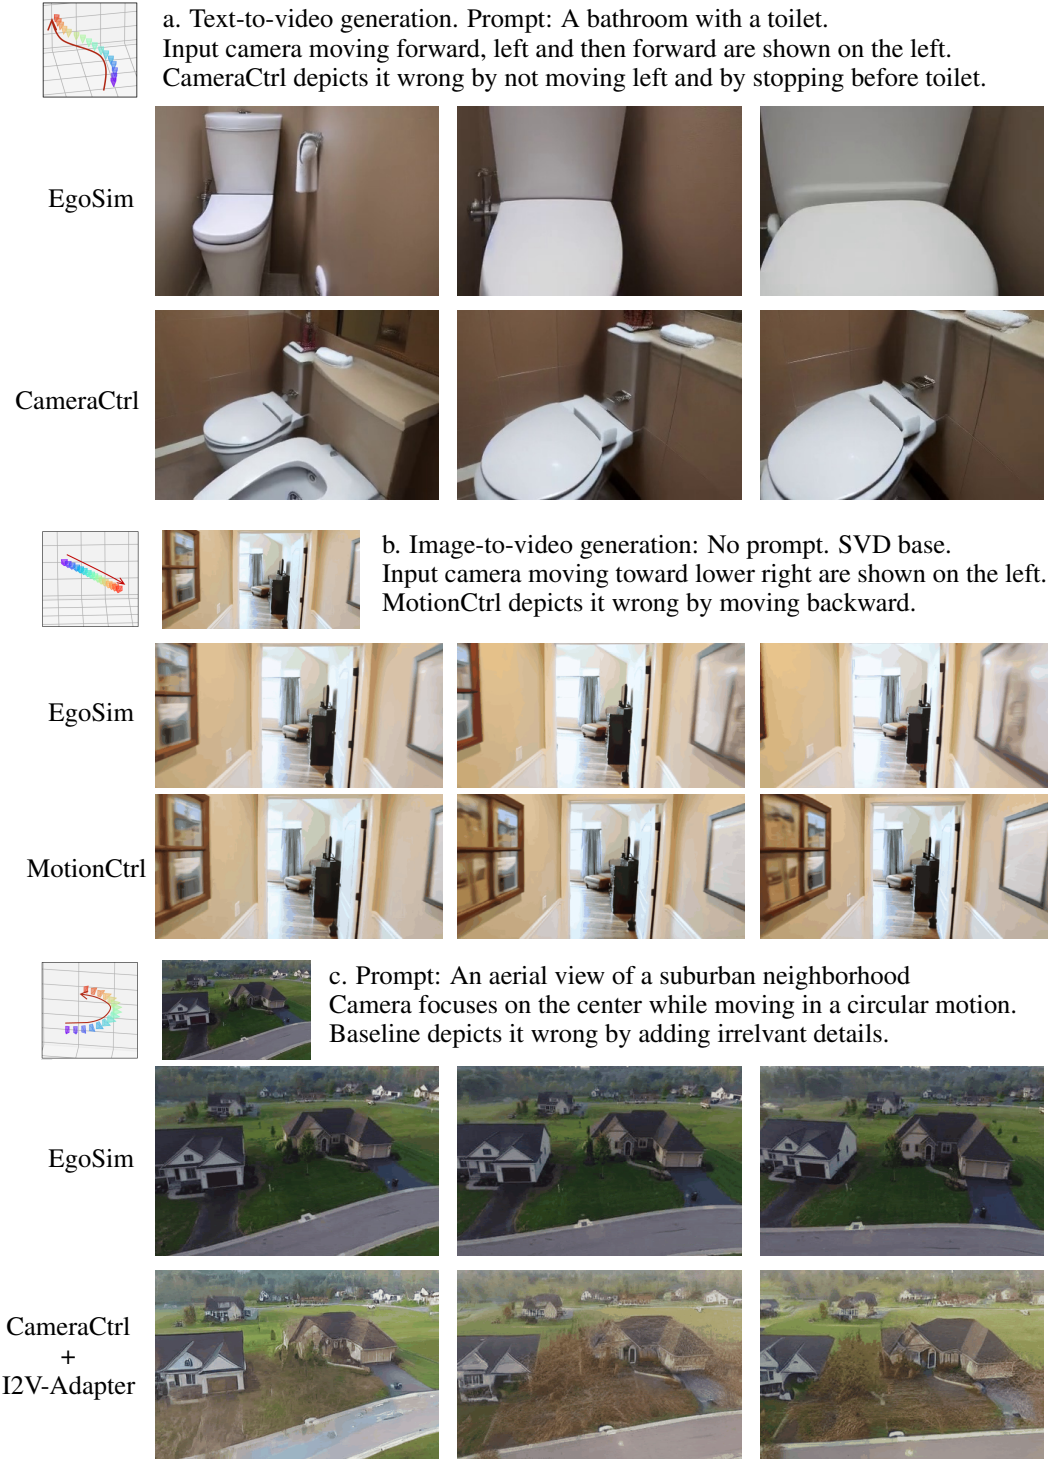 a. Text-to-video generation. Prompt: A bathroom with a toilet.
Input camera moving forward, left and then forward are shown on the left.
CameraCtrl depicts it wrong by not moving left and by stopping before toilet.
EgoSim
CameraCtrl
b. Image-to-video generation: No prompt. SVD base.
Input camera moving toward lower right are shown on the left.
MotionCtrl depicts it wrong by moving backward.
EgoSim
MotionCtrl
c. Prompt: An aerial view of a suburban neighborhood
Camera focuses on the center while moving in a circular motion.
Baseline depicts it wrong by adding irrelvant details.
EgoSim
CameraCtrl
+
I2V-Adapter